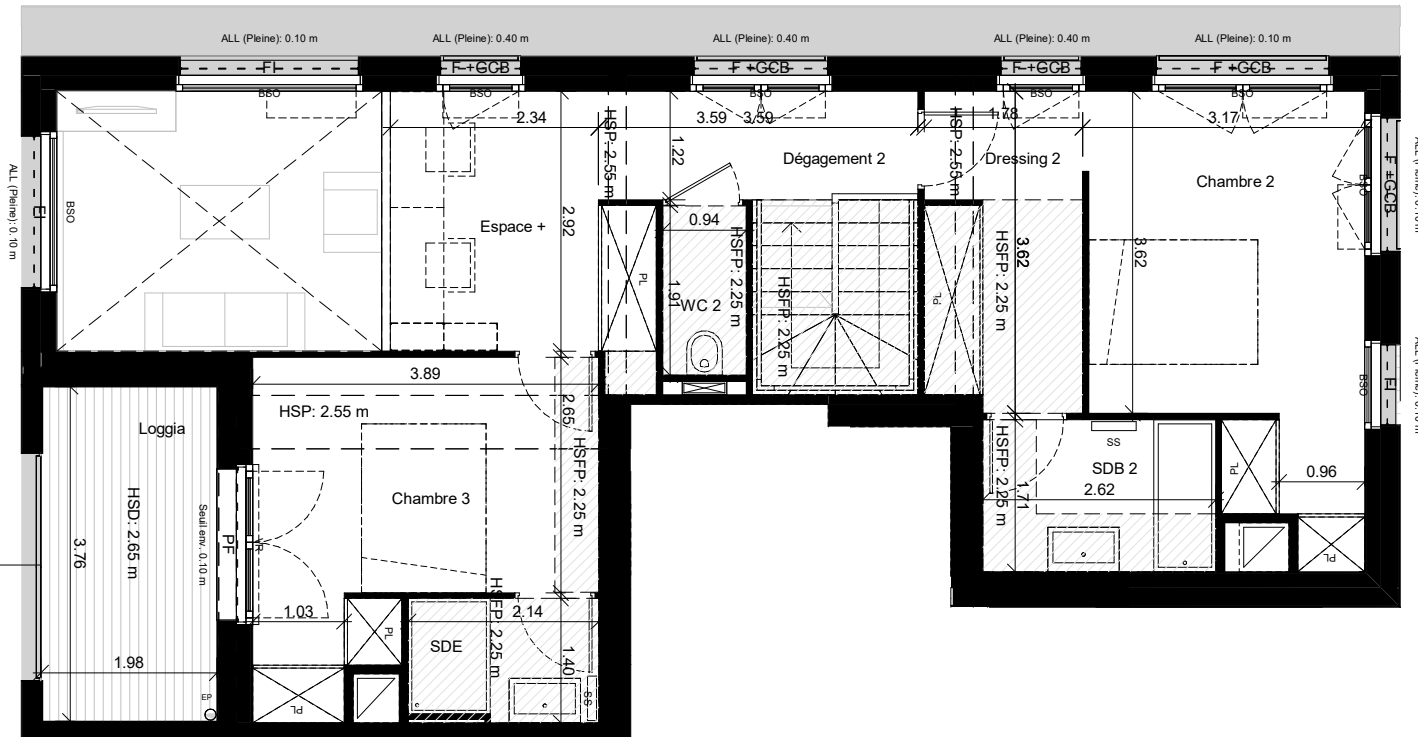 ALL (Pleine): 0.10 m
ALL (Pleine): 0.40 m
ALL (Pleine): 0.40 m
ALL (Pleine): 0.40 m
ALL (Pleine): 0.10 m
FI
F +GCB
F +GCB
F +GCB
F +GCB
BSO
BSO
BSO
BSO
BSO
2.34
HSP: 2.55 m
3.59
3.59
HSP: 2.55 m
1.78
3.17
ALL (Pleine): 0.10 m
FI
BSO
1.22
Dégagement 2
Dressing 2
Chambre 2
BSO
F +GCB
Espace +
2.92
0.94
HSFP: 2.25 m
HSFP: 2.25 m
3.62
3.62
HSFP: 2.25 m
PL
1.91
WC 2
PL
3.89
2.65
BSO
FI
HSP: 2.55 m
Loggia
HSFP: 2.25 m
SS
HSFP: 2.25 m
SDB 2
PL
0.96
2.62
1.71
Chambre 3
HSD: 2.65 m
3.76
Seuil env. 0.10 m
PF
PL
HSFP: 2.25 m
2.14
1.03
PL
SDE
1.40
1.98
EP
PL
SS